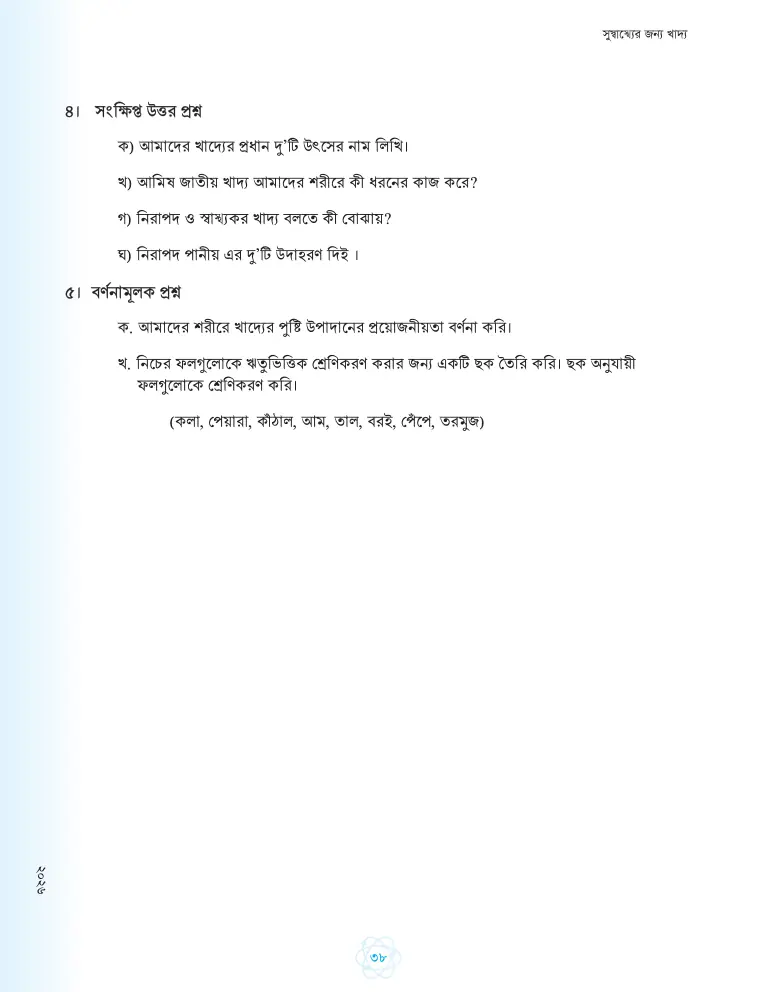 সুস্বাস্থ্যের জন্য খাদ্য
৪। সংক্ষিপ্ত উত্তর প্রশ্ন
ক) আমাদের খাদ্যের প্রধান দু’টি উৎসের নাম লিখি।
খ) আমিষ জাতীয় খাদ্য আমাদের শরীরে কী ধরনের কাজ করে?
গ) নিরাপদ ও স্বাস্থ্যকর খাদ্য বলতে কী বোঝায়?
ঘ) নিরাপদ পানীয় এর দু’টি উদাহরণ দিই ।
৫। বর্ণনামূলক প্রশ্ন
ক. আমাদের শরীরে খাদ্যের পুষ্টি উপাদানের প্রয়োজনীয়তা বর্ণনা করি।
খ. নিচের ফলগুলোকে ঋতুভিত্তিক শ্রেণিকরণ করার জন্য একটি ছক তৈরি করি। ছক অনুযায়ী
ফলগুলোকে শ্রেণিকরণ করি।
(কলা, পেয়ারা, কাঁঠাল, আম, তাল, বরই, পেঁপে, তরমুজ)
২০২৫
৩৮